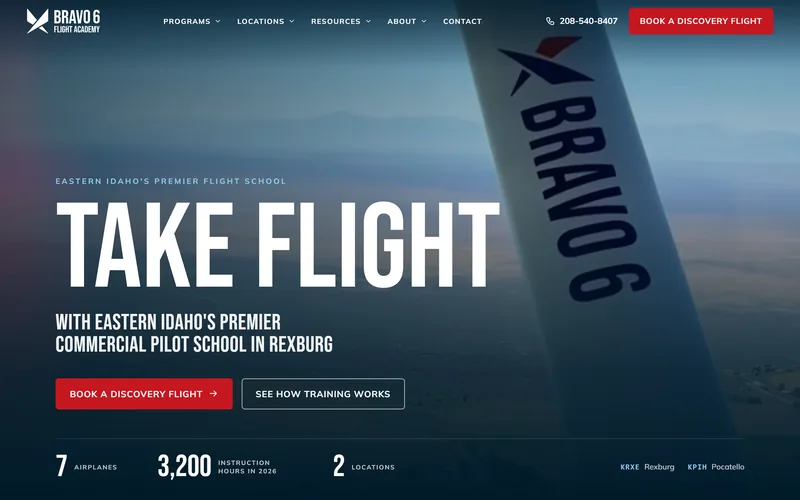 BRAVO 6
FLIGHT ACADEMY
PROGRAMS
LOCATIONS
RESOURCES
ABOUT
CONTACT
208-540-8407
BOOK A DISCOVERY FLIGHT
BRAVO 6
EASTERN IDAHO'S PREMIER FLIGHT SCHOOL
TAKE FLIGHT
WITH EASTERN IDAHO'S PREMIER
COMMERCIAL PILOT SCHOOL IN REXBURG
BOOK A DISCOVERY FLIGHT →
SEE HOW TRAINING WORKS
7 AIRPLANES
3,200 INSTRUCTION
HOURS IN 2026
2 LOCATIONS
KRXE Rexburg
KPIH Pocatello